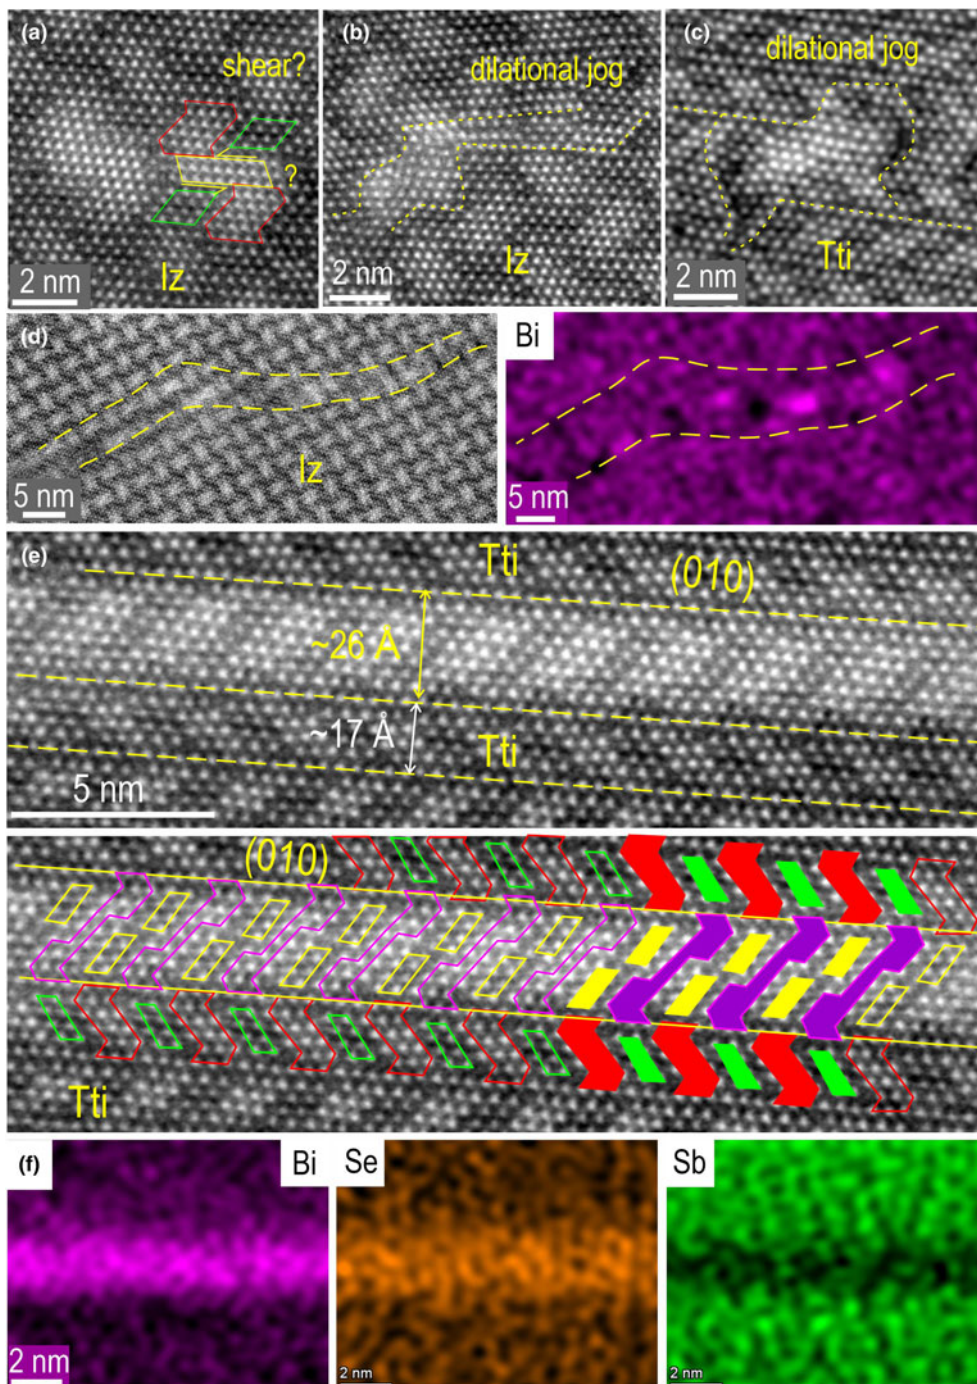 (a)
shear?
?
Iz
2 nm
(b)
dilational jog
Iz
2 nm
(c)
dilational jog
Tti
2 nm
(d)
Iz
5 nm
Bi
5 nm
(e)
Tti
(010)
~26 Å
~17 Å
Tti
5 nm
(010)
Tti
(f)
Bi
2 nm
Se
2 nm
Sb
2 nm